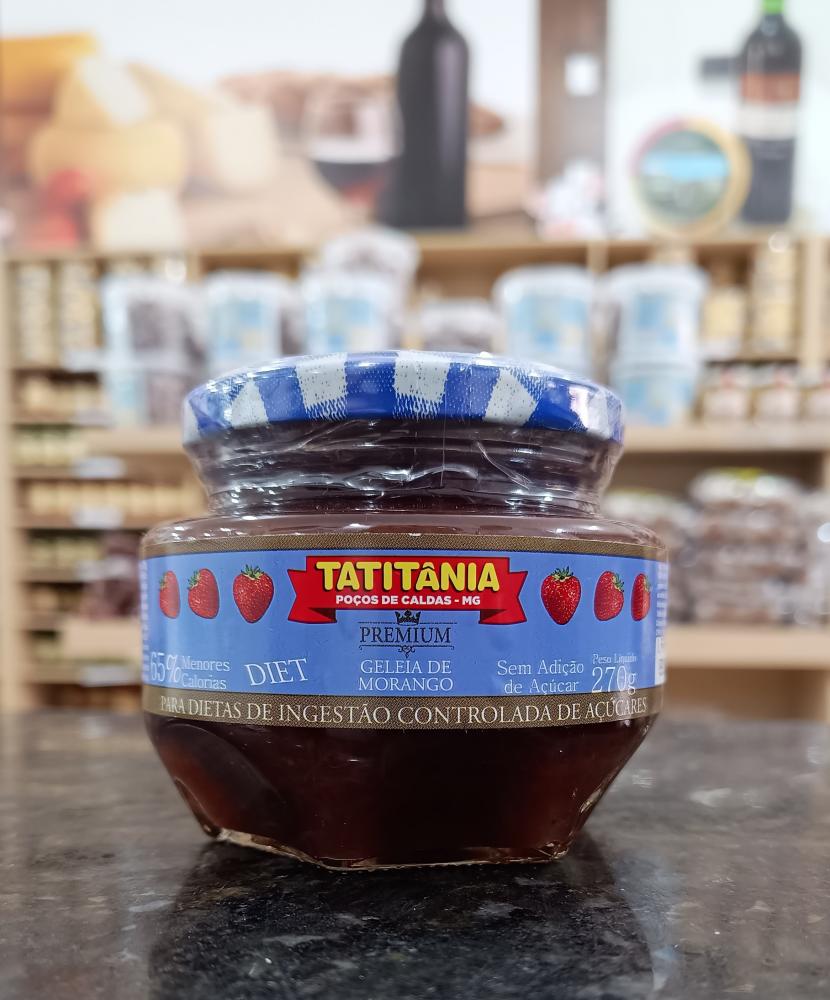 TATITÂNIA
POÇOS DE CALDAS - MG
PREMIUM
65% Menores
Calorias
DIET
GELEIA DE
MORANGO
Sem Adição
de Açúcar
Peso Líquido
270g
PARA DIETAS DE INGESTÃO CONTROLADA DE AÇÚCARES